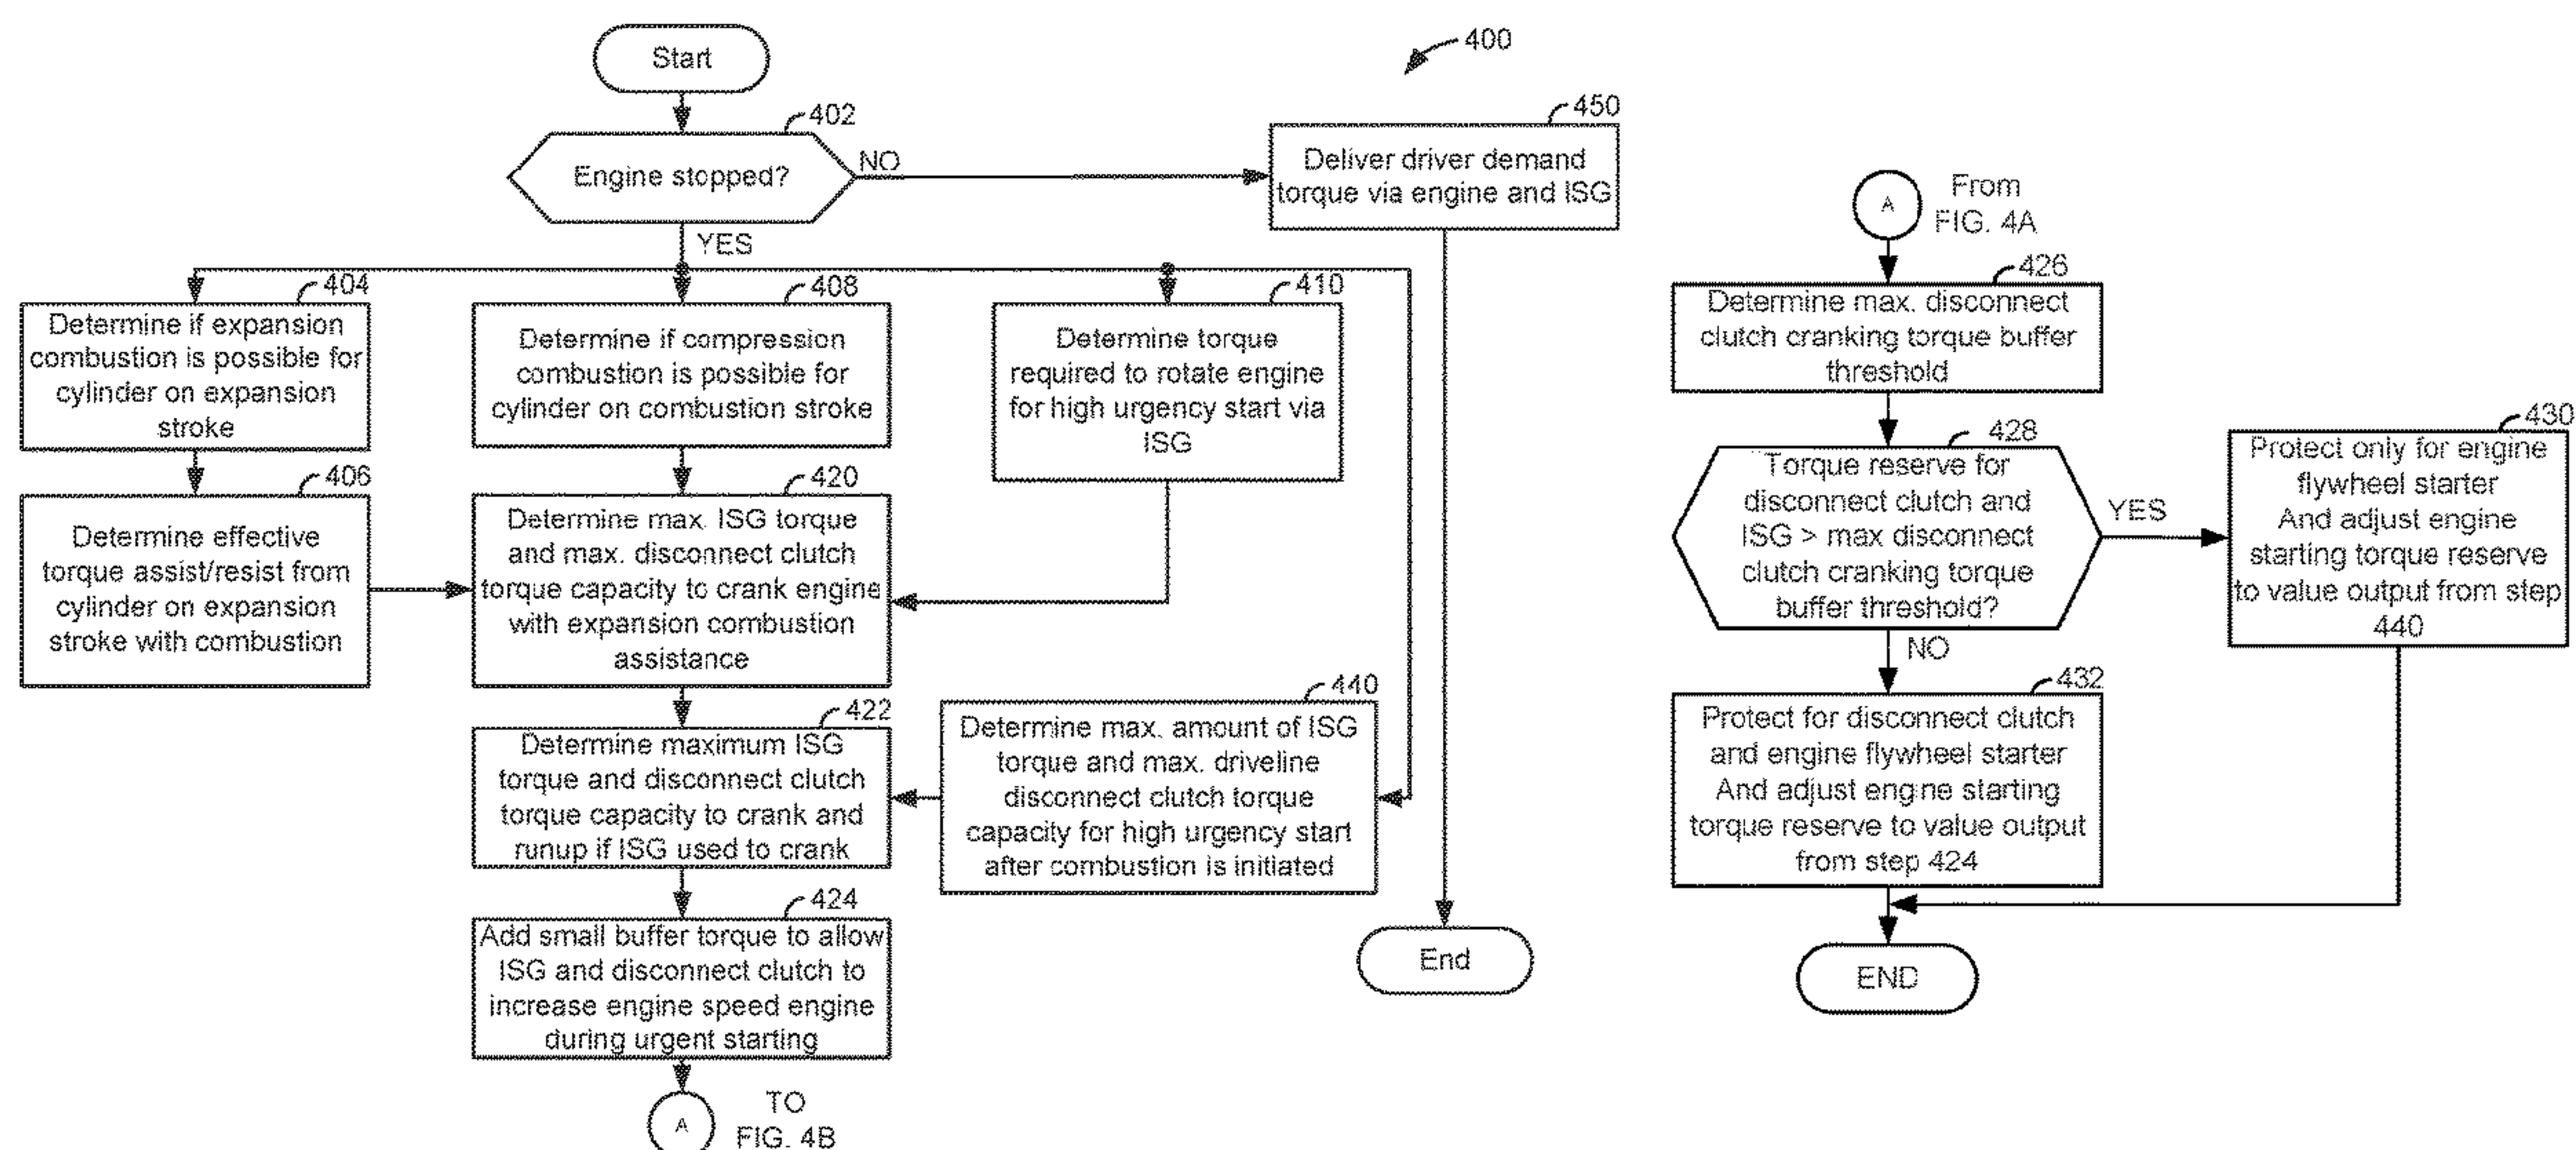 Start
400
402
Engine stopped?
NO
YES
450
Deliver driver demand
torque via engine and ISG
404
Determine if expansion
combustion is possible for
cylinder on expansion
stroke
408
Determine if compression
combustion is possible for
cylinder on combustion stroke
410
Determine torque
required to rotate engine
for high urgency start via
ISG
406
Determine effective
torque assist/resist from
cylinder on expansion
stroke with combustion
420
Determine max. ISG torque
and max. disconnect clutch
torque capacity to crank engine
with expansion combustion
assistance
422
Determine maximum ISG
torque and disconnect clutch
torque capacity to crank and
runup if ISG used to crank
440
Determine max. amount of ISG
torque and max. driveline
disconnect clutch torque
capacity for high urgency start
after combustion is initiated
424
Add small buffer torque to allow
ISG and disconnect clutch to
increase engine speed engine
during urgent starting
End
A
TO
FIG. 4B
A
From
FIG. 4A
426
Determine max. disconnect
clutch cranking torque buffer
threshold
428
Torque reserve for
disconnect clutch and
ISG > max disconnect
clutch cranking torque
buffer threshold?
YES
NO
430
Protect only for engine
flywheel starter
And adjust engine
starting torque reserve
to value output from step
440
432
Protect for disconnect clutch
and engine flywheel starter
And adjust engine starting
torque reserve to value output
from step 424
END